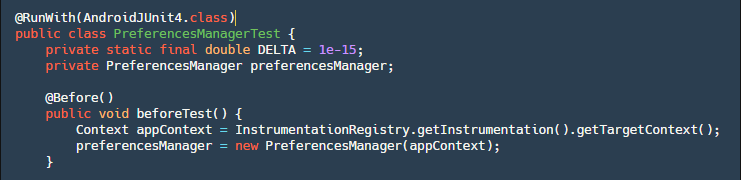 @RunWith(AndroidJUnit4.class)
public class PreferencesManagerTest {
    private static final double DELTA = 1e-15;
    private PreferencesManager preferencesManager;

    @Before()
    public void beforeTest() {
        Context appContext = InstrumentationRegistry.getInstrumentation().getTargetContext();
        preferencesManager = new PreferencesManager(appContext);
    }